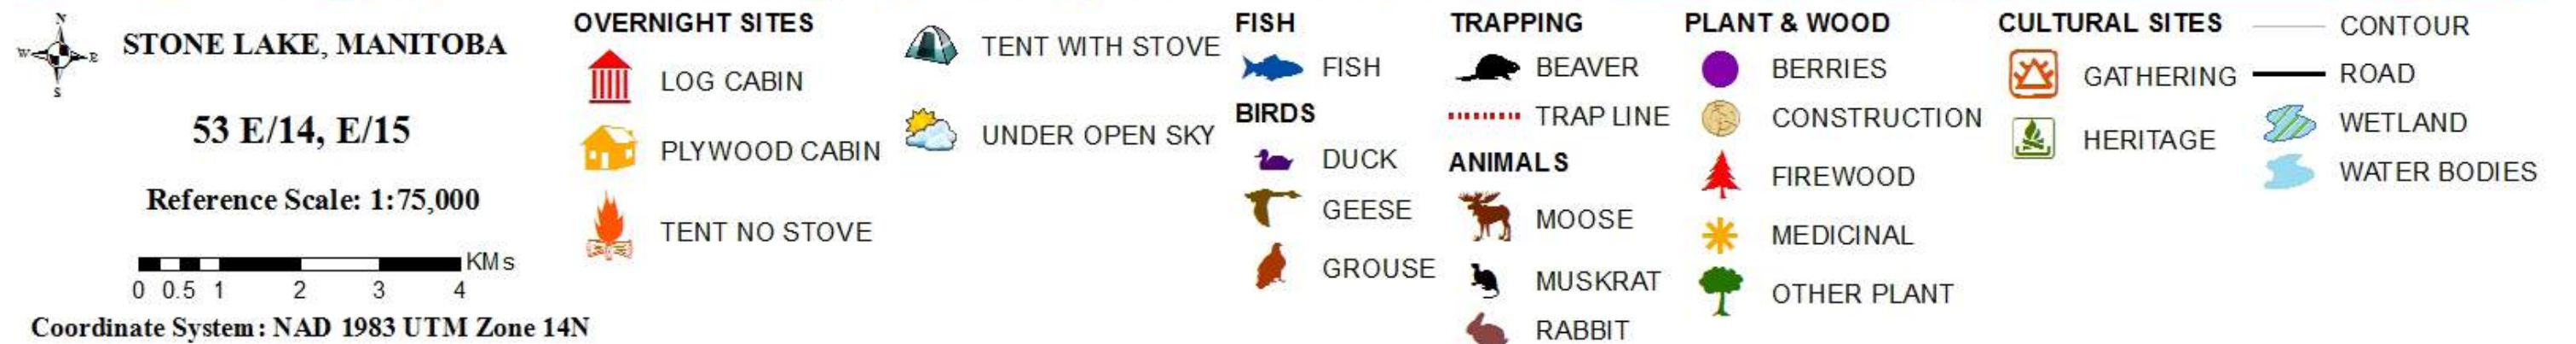 N
W
E
S
STONE LAKE, MANITOBA
53 E/14, E/15
Reference Scale: 1:75,000
KMs
0 0.5 1 2 3 4
Coordinate System: NAD 1983 UTM Zone 14N
OVERNIGHT SITES
LOG CABIN
PLYWOOD CABIN
TENT NO STOVE
TENT WITH STOVE
UNDER OPEN SKY
FISH
FISH
BIRDS
DUCK
GEESE
GROUSE
TRAPPING
BEAVER
TRAP LINE
ANIMALS
MOOSE
MUSKRAT
RABBIT
PLANT & WOOD
BERRIES
CONSTRUCTION
FIREWOOD
MEDICINAL
OTHER PLANT
CULTURAL SITES
GATHERING
HERITAGE
CONTOUR
ROAD
WETLAND
WATER BODIES